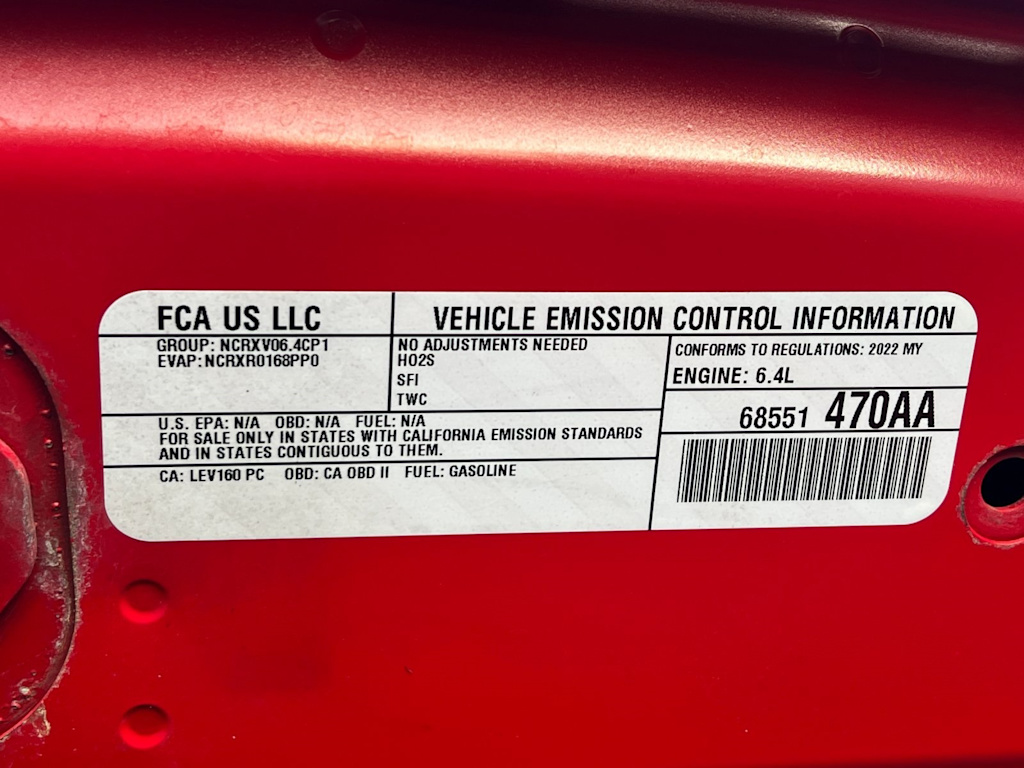 FCA US LLC
VEHICLE EMISSION CONTROL INFORMATION
GROUP: NCRXV06.4CP1
EVAP: NCRXR0168PP0
NO ADJUSTMENTS NEEDED
HO2S
SFI
TWC
CONFORMS TO REGULATIONS: 2022 MY
ENGINE: 6.4L
68551 470AA
U.S. EPA: N/A OBD: N/A FUEL: N/A
FOR SALE ONLY IN STATES WITH CALIFORNIA EMISSION STANDARDS
AND IN STATES CONTIGUOUS TO THEM.
CA: LEV160 PC OBD: CA OBD II FUEL: GASOLINE